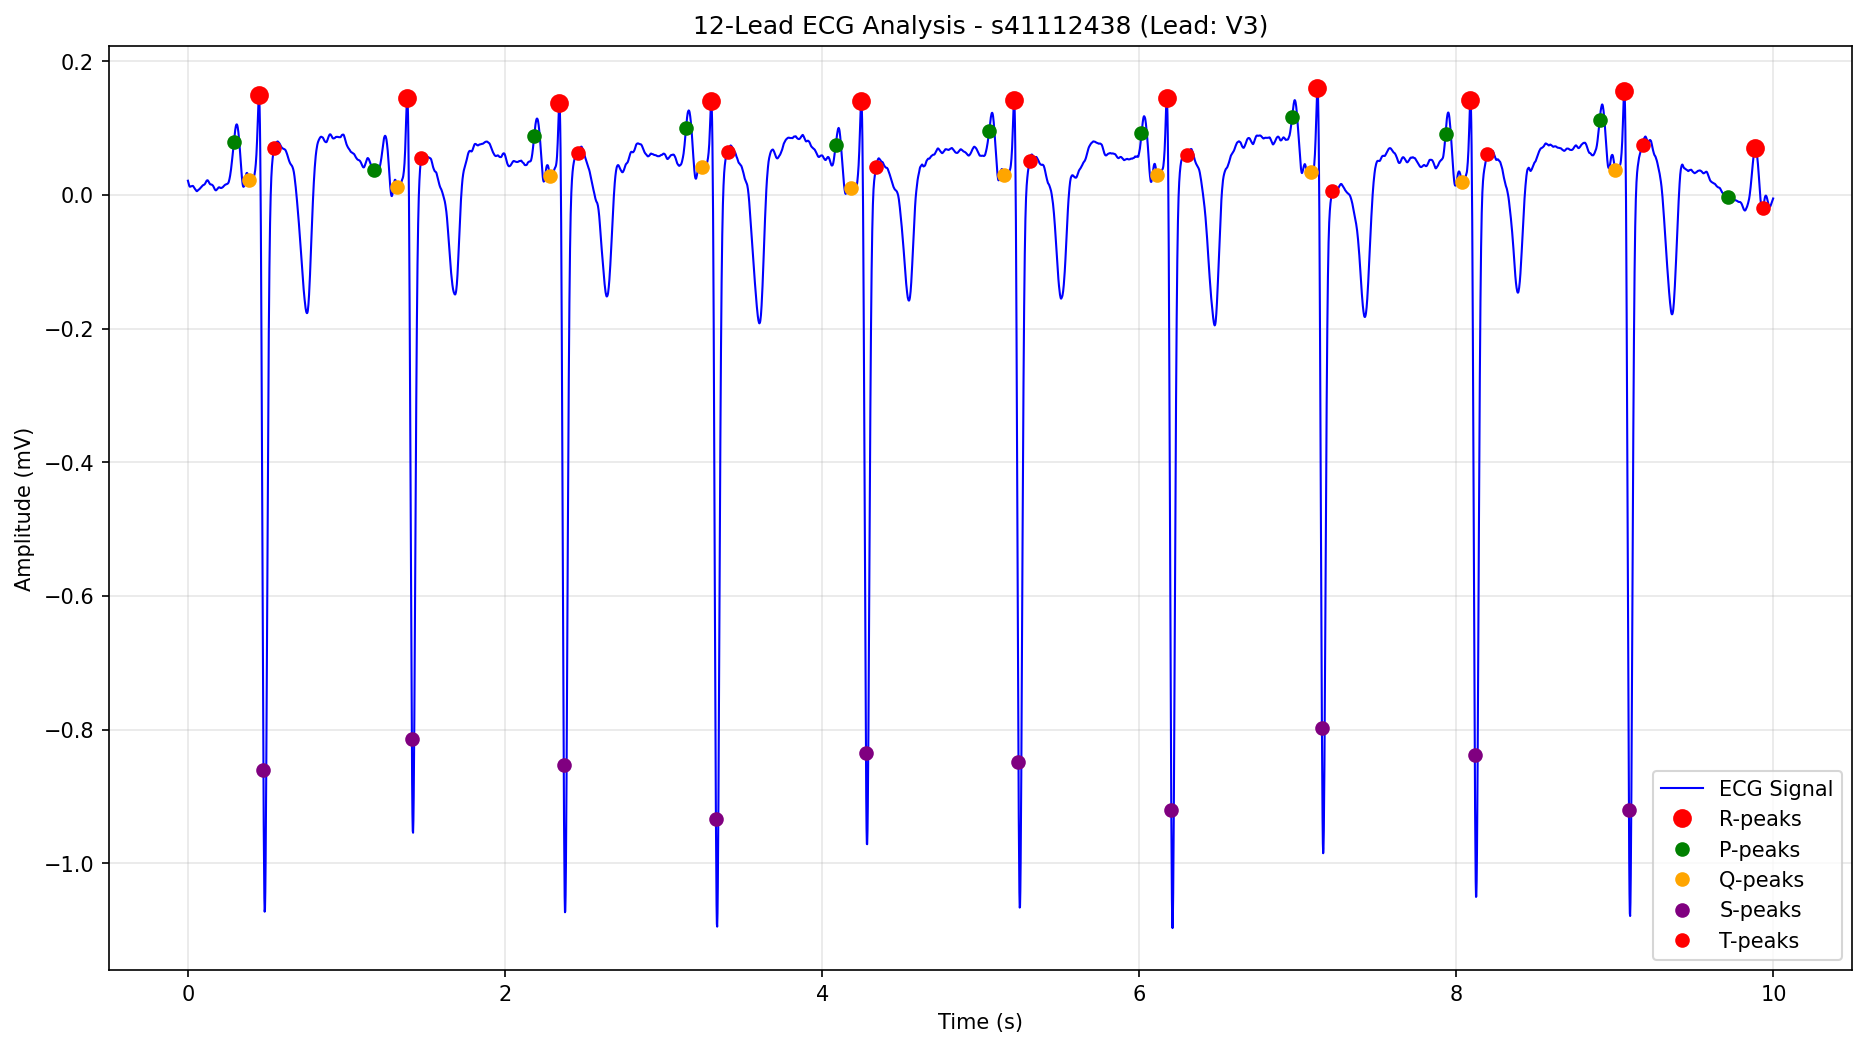 12-Lead ECG Analysis - s41112438 (Lead: V3)
Amplitude (mV)
0.2
0.0
−0.2
−0.4
−0.6
−0.8
−1.0
0 2 4 6 8 10
Time (s)
ECG Signal
R-peaks
P-peaks
Q-peaks
S-peaks
T-peaks